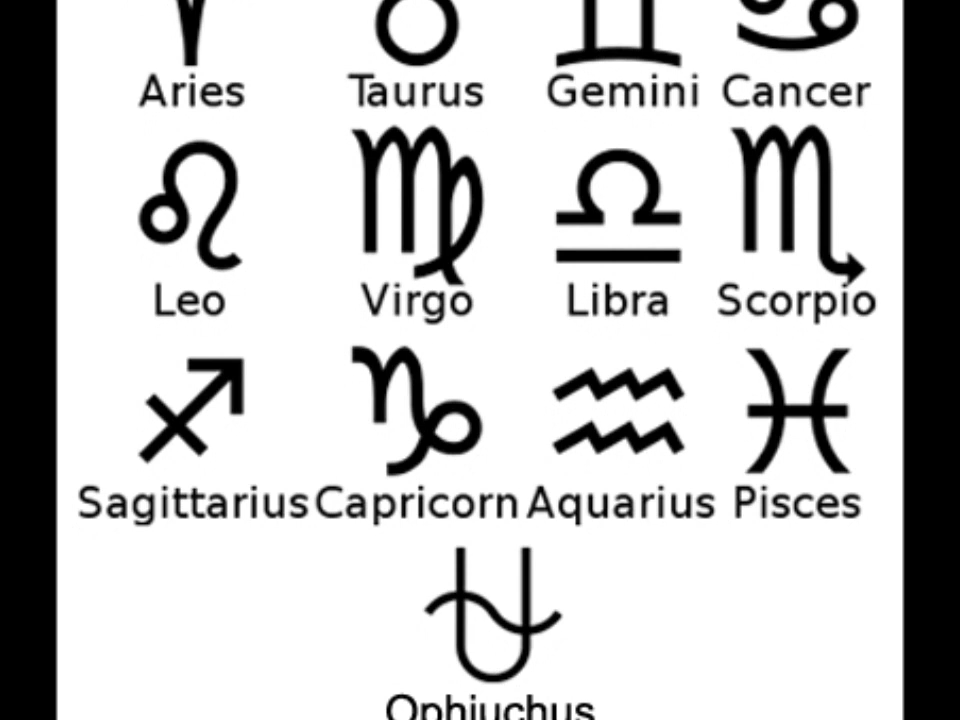 Aries Taurus Gemini Cancer
Leo Virgo Libra Scorpio
Sagittarius Capricorn Aquarius Pisces
Ophiuchus